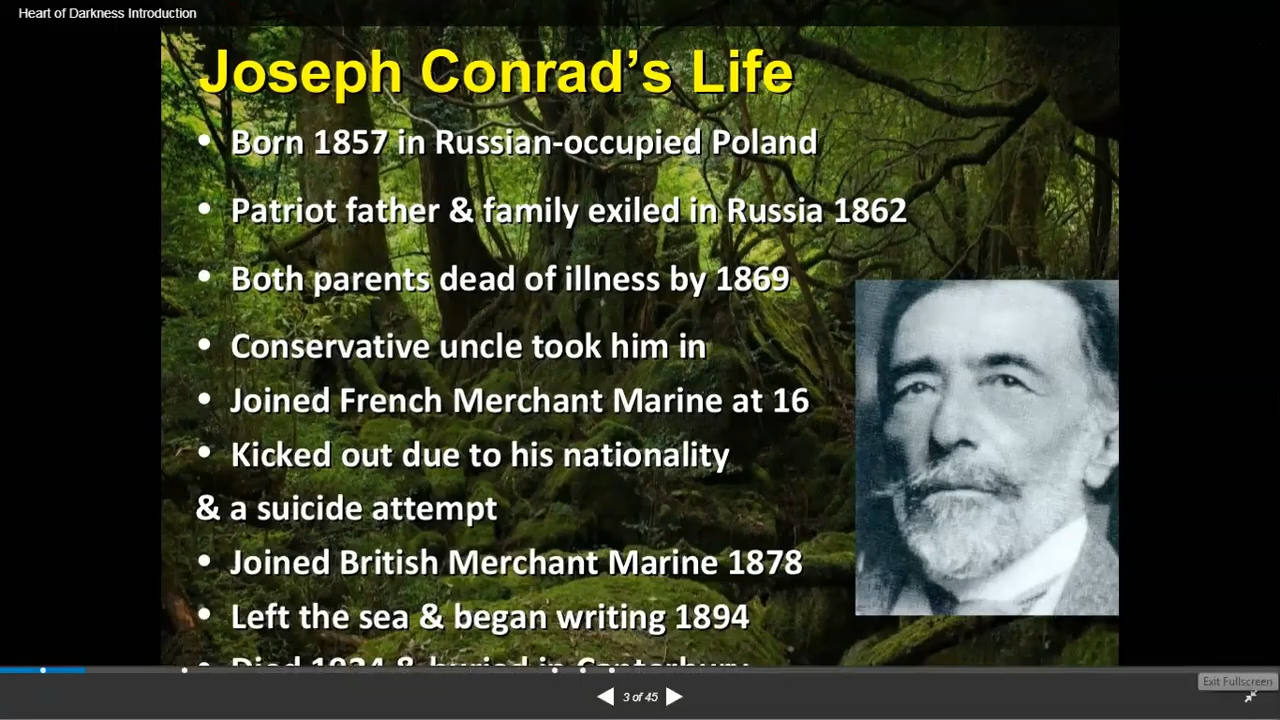 Heart of Darkness Introduction
Joseph Conrad’s Life
• Born 1857 in Russian-occupied Poland
• Patriot father & family exiled in Russia 1862
• Both parents dead of illness by 1869
• Conservative uncle took him in
• Joined French Merchant Marine at 16
• Kicked out due to his nationality
& a suicide attempt
• Joined British Merchant Marine 1878
• Left the sea & began writing 1894
• Died 1924 & buried in Canterbury
Exit Fullscreen
3 of 45